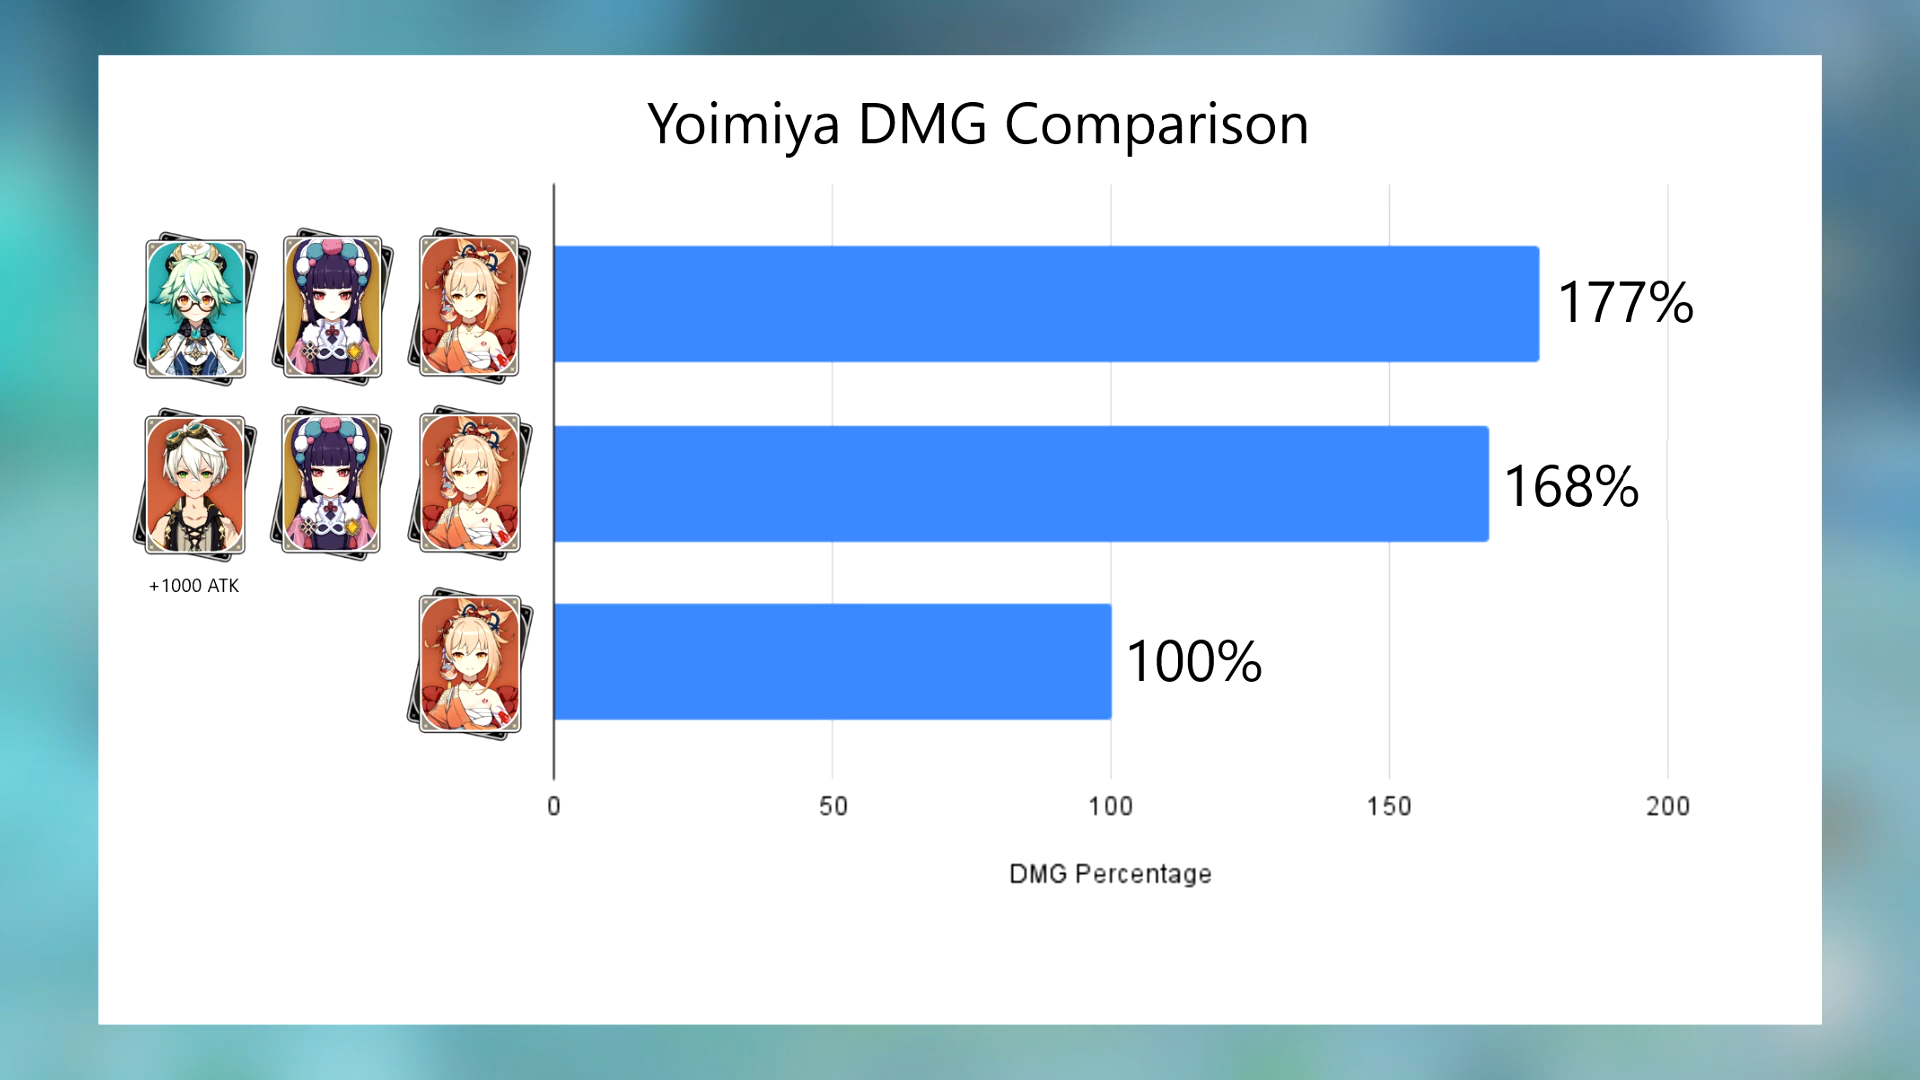 Yoimiya DMG Comparison
177%
168%
+1000 ATK
100%
0 50 100 150 200
DMG Percentage